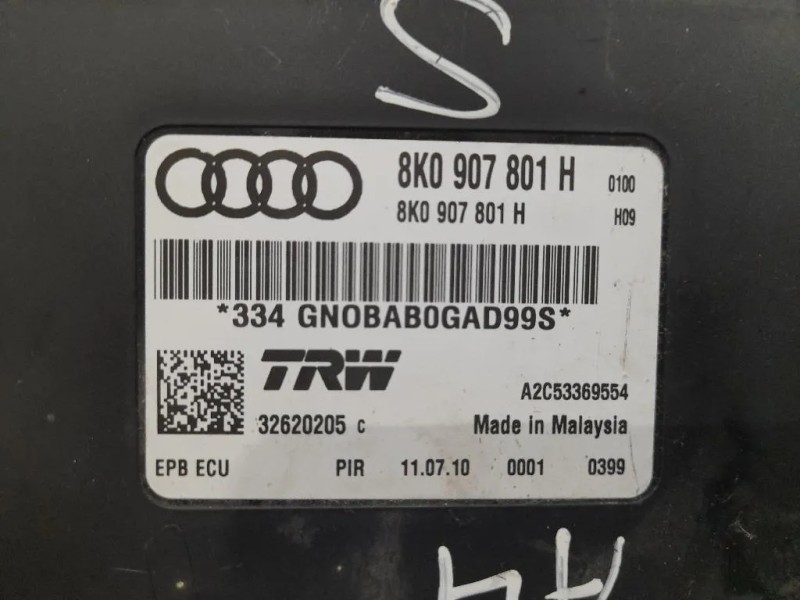 S
8K0 907 801 H 0100
8K0 907 801 H H09
*334 GNOBAB0GAD99S*
TRW
A2C53369554
32620205 C Made in Malaysia
EPB ECU PIR 11.07.10 0001 0399
A4